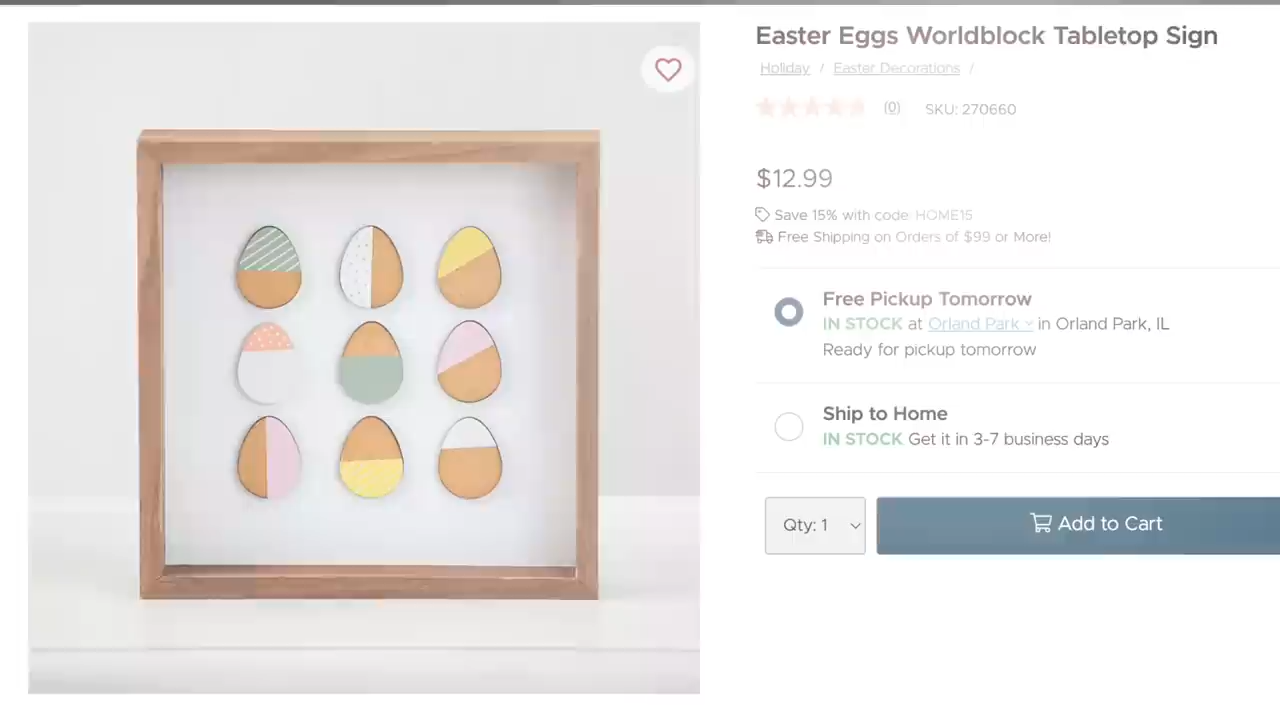 Easter Eggs Worldblock Tabletop Sign
Holiday / Easter Decorations /
(0) SKU: 270660
$12.99
Save 15% with code: HOME15
Free Shipping on Orders of $99 or More!
Free Pickup Tomorrow
IN STOCK at Orland Park in Orland Park, IL
Ready for pickup tomorrow
Ship to Home
IN STOCK Get it in 3-7 business days
Qty: 1
Add to Cart